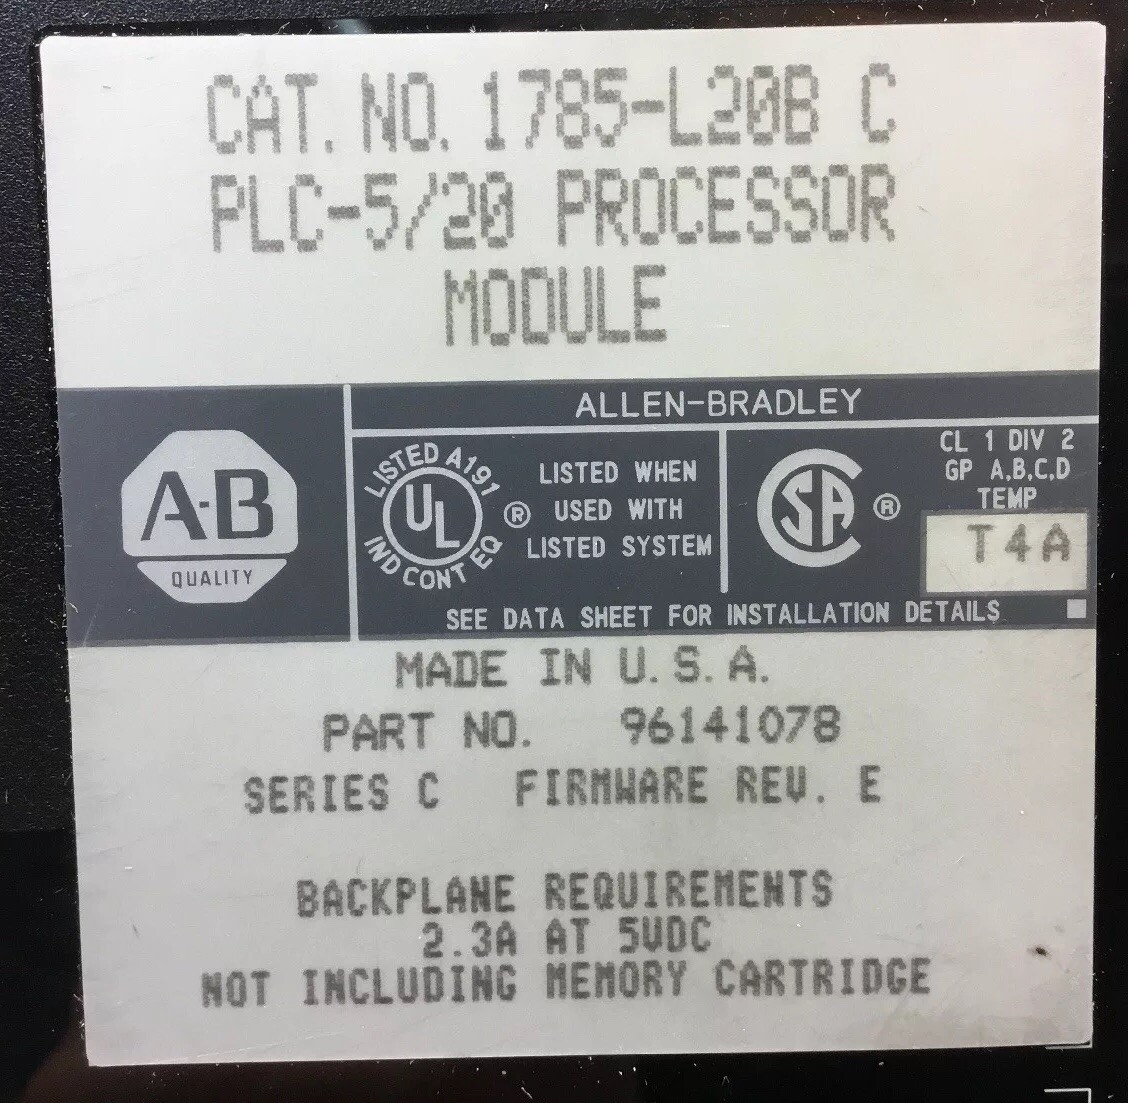 CAT. NO. 1785-L20B C
PLC-5/20 PROCESSOR
MODULE
ALLEN-BRADLEY
A-B
QUALITY
LISTED A191
UL
IND CONT EQ
®
LISTED WHEN
USED WITH
LISTED SYSTEM
SA ®
CL 1 DIV 2
GP A,B,C,D
TEMP
T4A
SEE DATA SHEET FOR INSTALLATION DETAILS
MADE IN U.S.A.
PART NO. 96141078
SERIES C FIRMWARE REV. E
BACKPLANE REQUIREMENTS
2.3A AT 5VDC
NOT INCLUDING MEMORY CARTRIDGE